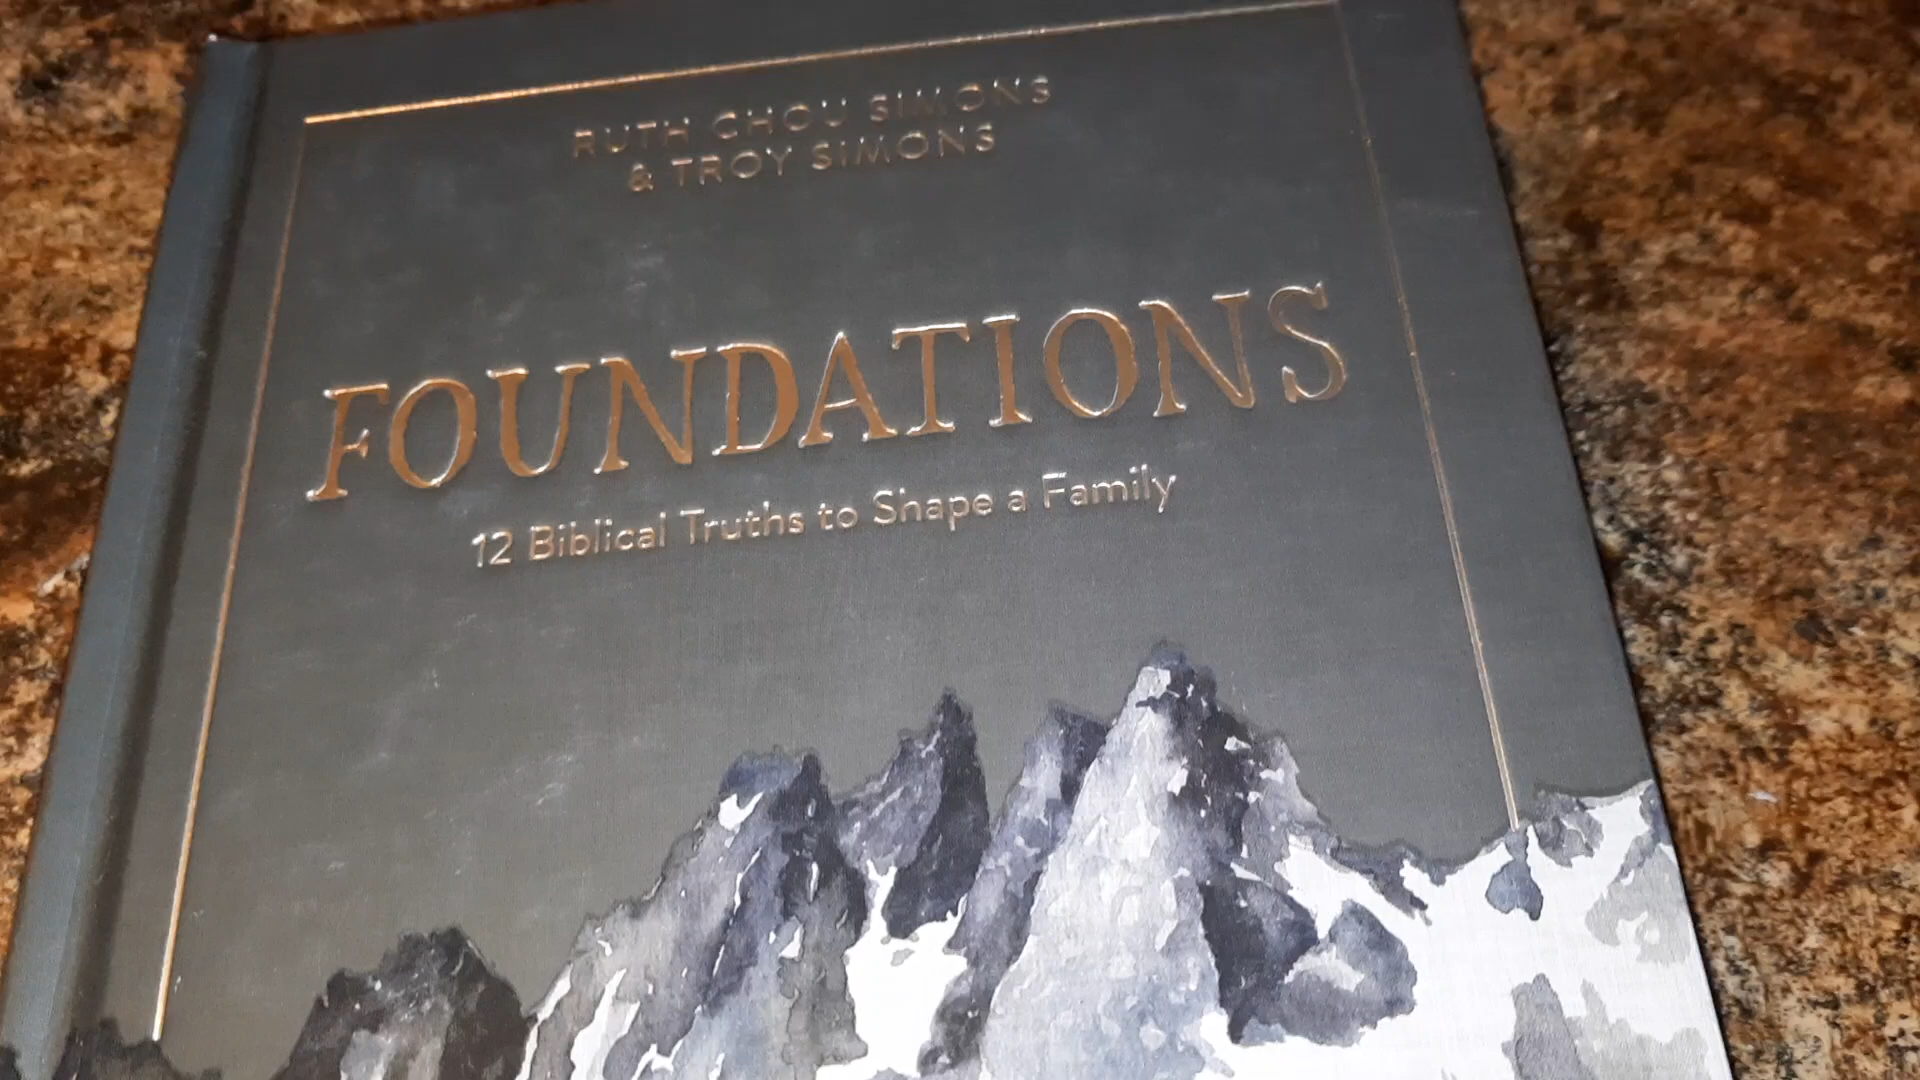 RUTH CHOU SIMONS
& TROY SIMONS
FOUNDATIONS
12 Biblical Truths to Shape a Family